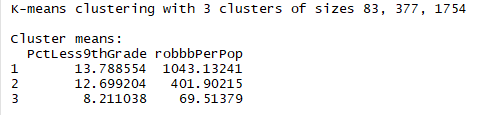 K-means clustering with 3 clusters of sizes 83, 377, 1754
Cluster means:
PctLess9thGrade robbbPerPop
1 13.788554 1043.13241
2 12.699204 401.90215
3 8.211038 69.51379